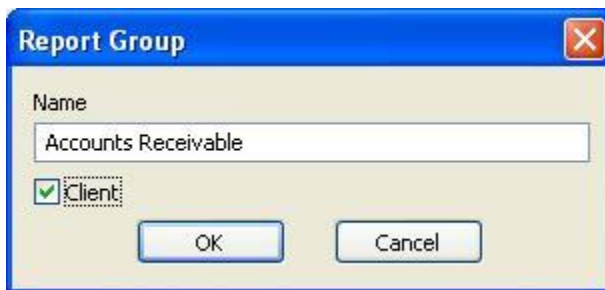 Report Group
Name
Accounts Receivable
Client
OK Cancel